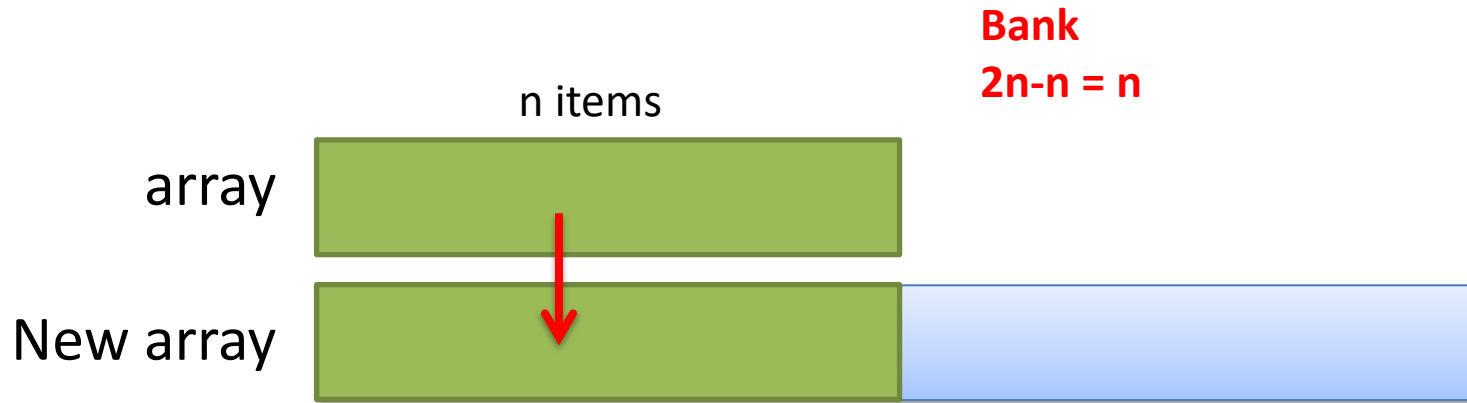 Bank
2n-n = n
n items
array
New array